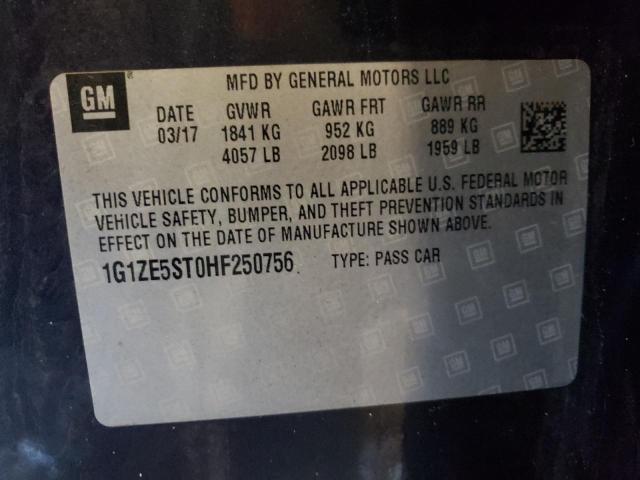 GM
MFD BY GENERAL MOTORS LLC
DATE GVWR GAWR FRT GAWR RR
03/17 1841 KG 952 KG 889 KG
4057 LB 2098 LB 1959 LB
THIS VEHICLE CONFORMS TO ALL APPLICABLE U.S. FEDERAL MOTOR
VEHICLE SAFETY, BUMPER, AND THEFT PREVENTION STANDARDS IN
EFFECT ON THE DATE OF MANUFACTURE SHOWN ABOVE.
1G1ZE5ST0HF250756 TYPE: PASS CAR